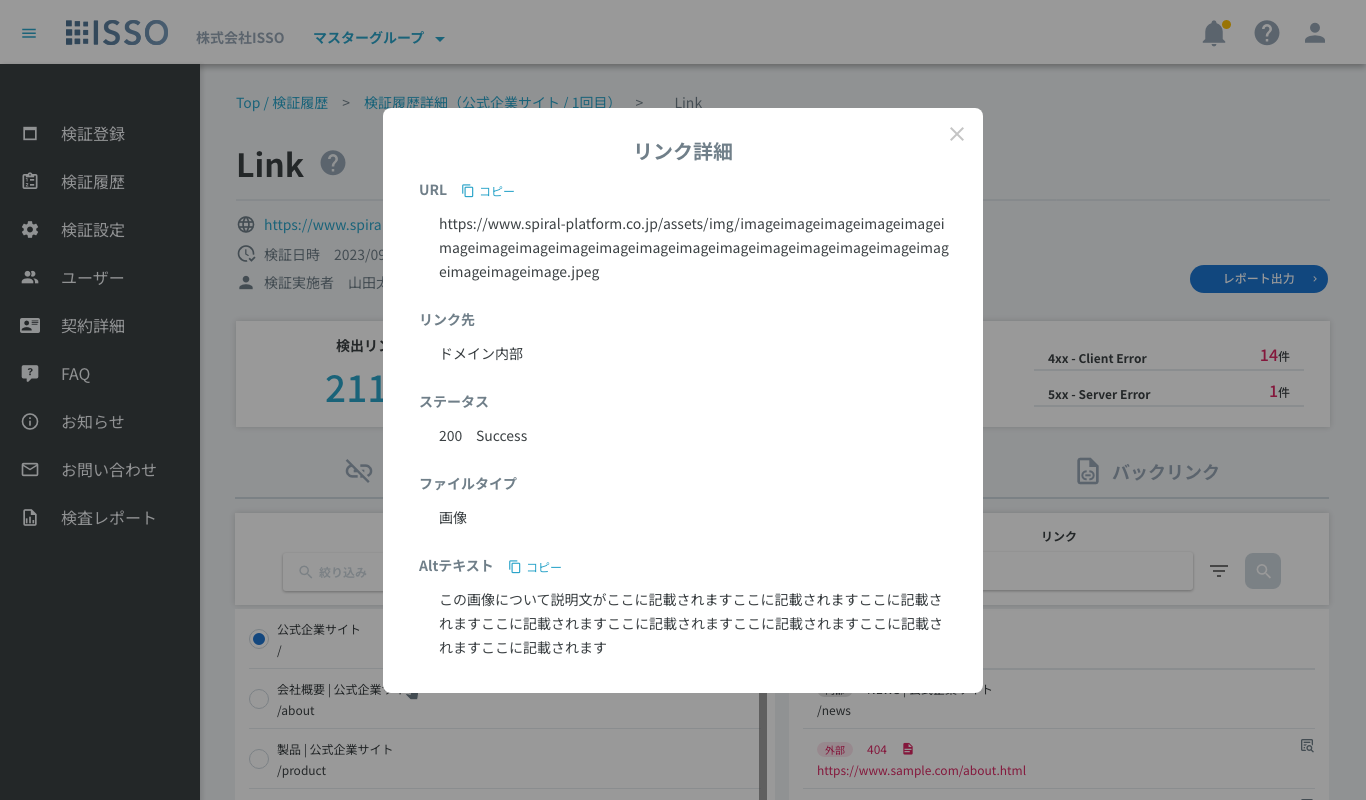 ISSO
株式会社ISSO
マスターグループ
検証登録
検証履歴
検証設定
ユーザー
契約詳細
FAQ
お知らせ
お問い合わせ
検査レポート
Top / 検証履歴 > 検証履歴詳細（公式企業サイト / 1回目） > Link
Link
https://www.spira
検証日時 2023/09
検証実施者 山田
レポート出力
検出リン
211
4xx - Client Error 14件
5xx - Server Error 1件
バックリンク
リンク
絞り込み
公式企業サイト
/
会社概要 | 公式企業
/about
製品 | 公式企業サイト
/product
/news
外部 404
https://www.sample.com/about.html
リンク詳細
URL コピー
https://www.spiral-platform.co.jp/assets/img/imageimageimageimageimagei
mageimageimageimageimageimageimageimageimageimageimageimageimag
eimageimageimage.jpeg
リンク先
ドメイン内部
ステータス
200 Success
ファイルタイプ
画像
Altテキスト コピー
この画像について説明文がここに記載されますここに記載されますここに記載さ
れますここに記載されますここに記載されますここに記載されますここに記載さ
れますここに記載されます